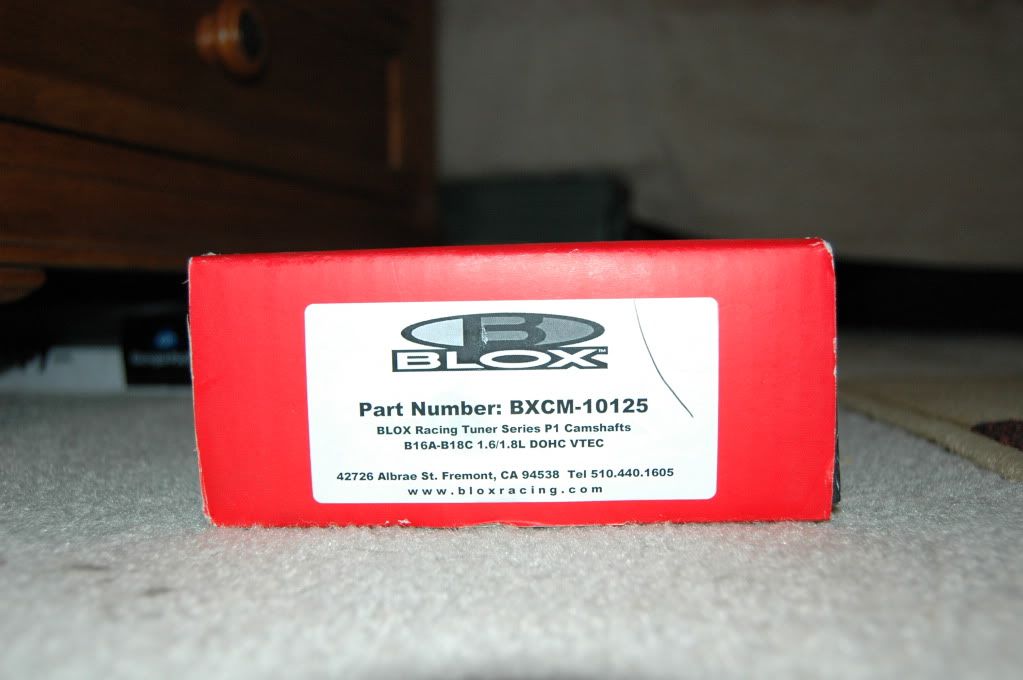 B
BLOX™
Part Number: BXCM-10125
BLOX Racing Tuner Series P1 Camshafts
B16A-B18C 1.6/1.8L DOHC VTEC
42726 Albrae St. Fremont, CA 94538 Tel 510.440.1605
www.bloxracing.com